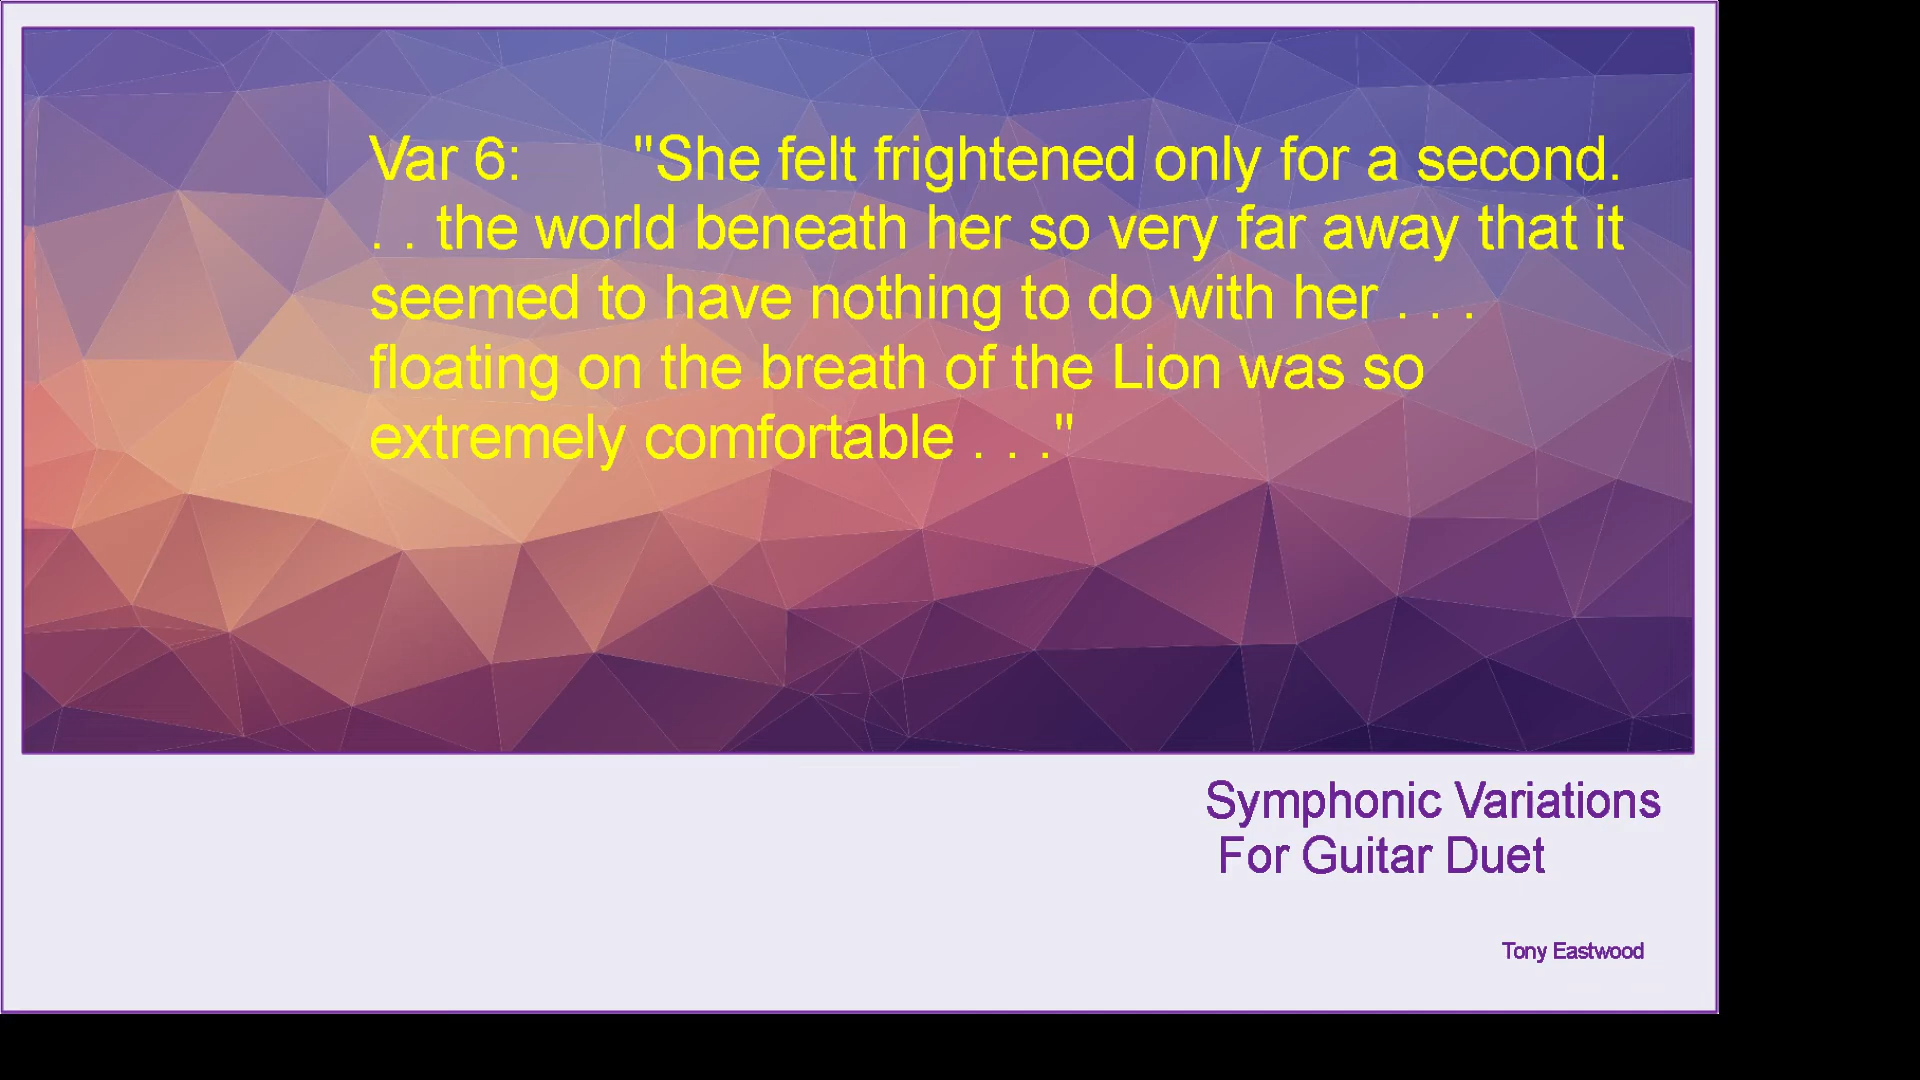 Var 6: "She felt frightened only for a second.
. . the world beneath her so very far away that it
seemed to have nothing to do with her . . .
floating on the breath of the Lion was so
extremely comfortable . . ."
Symphonic Variations
For Guitar Duet
Tony Eastwood